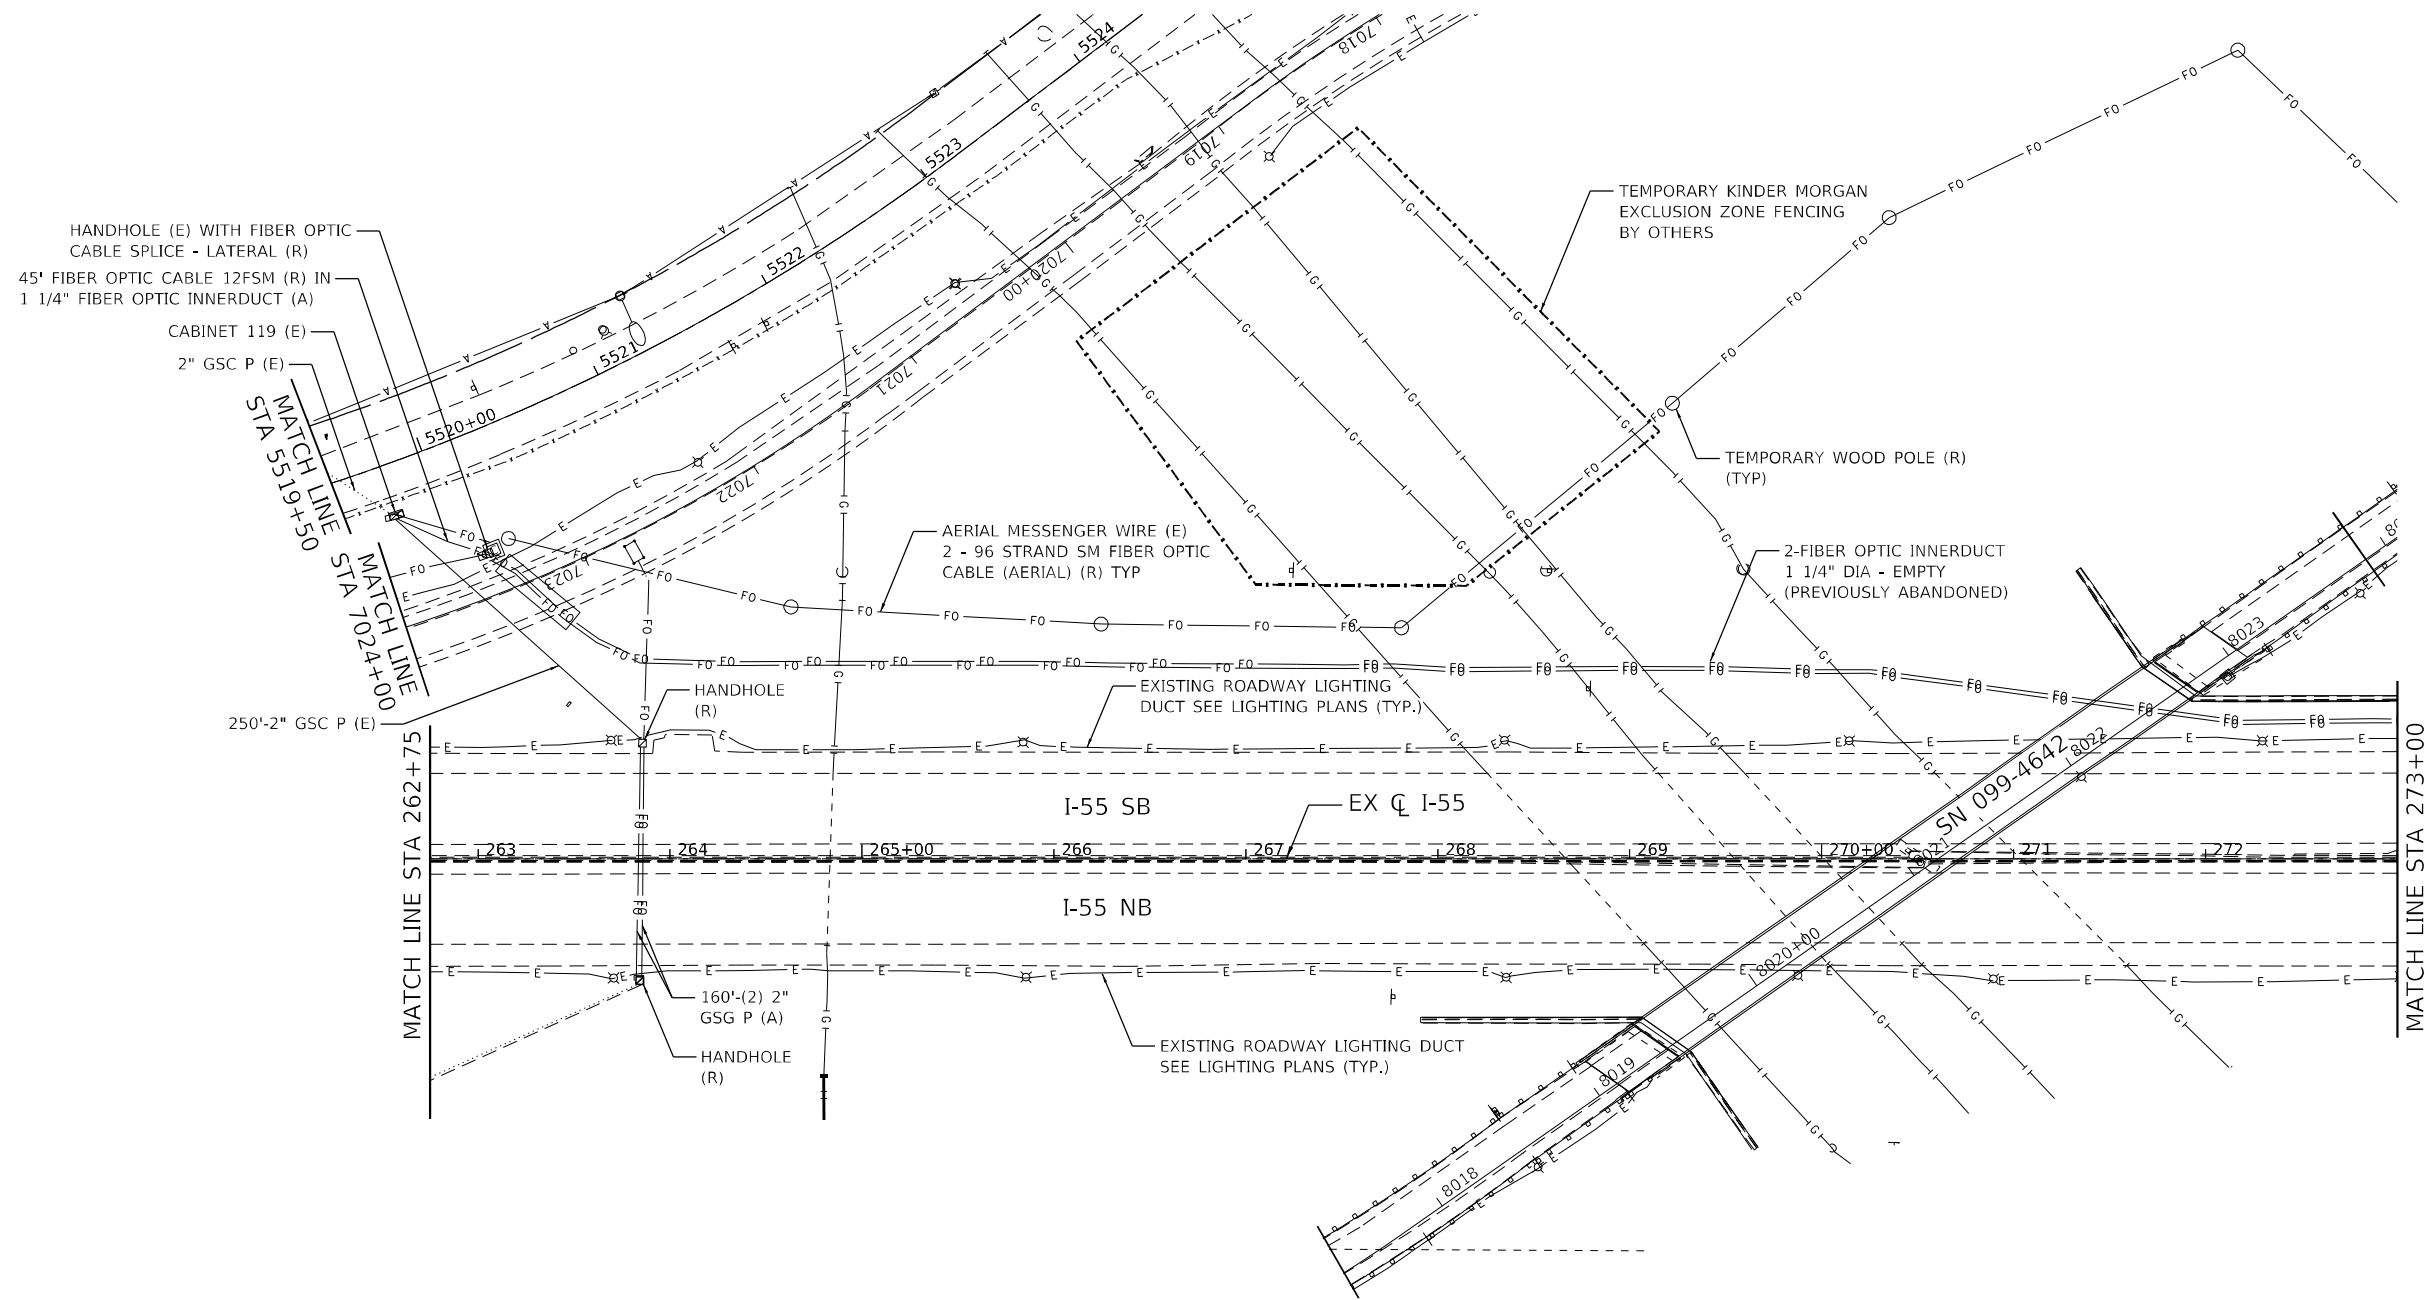 HANDHOLE (E) WITH FIBER OPTIC
CABLE SPLICE - LATERAL (R)
45' FIBER OPTIC CABLE 12FSM (R) IN
1 1/4" FIBER OPTIC INNERDUCT (A)
CABINET 119 (E)
2" GSC P (E)
MATCH LINE
STA 5519+50
MATCH LINE
STA 7024+00
250'-2" GSC P (E)
5520+00
5521
5522
5523
5524
7018
7019
7020+00
7021
7022
7023
TEMPORARY KINDER MORGAN
EXCLUSION ZONE FENCING
BY OTHERS
TEMPORARY WOOD POLE (R)
(TYP)
AERIAL MESSENGER WIRE (E)
2 - 96 STRAND SM FIBER OPTIC
CABLE (AERIAL) (R) TYP
2-FIBER OPTIC INNERDUCT
1 1/4" DIA - EMPTY
(PREVIOUSLY ABANDONED)
HANDHOLE
(R)
EXISTING ROADWAY LIGHTING
DUCT SEE LIGHTING PLANS (TYP.)
MATCH LINE STA 262+75
I-55 SB
EX ℄ I-55
263
264
265+00
266
267
268
269
270+00
271
272
I-55 NB
160'-(2) 2"
GSG P (A)
HANDHOLE
(R)
EXISTING ROADWAY LIGHTING DUCT
SEE LIGHTING PLANS (TYP.)
SN 099-4642
8018
8019
8020+00
8021
8022
8023
MATCH LINE STA 273+00